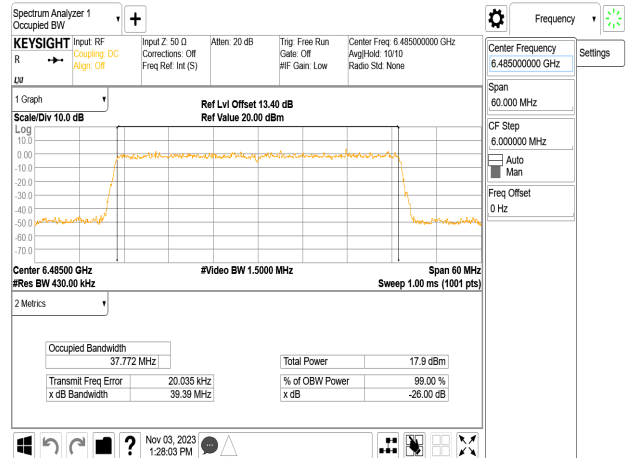 Spectrum Analyzer 1
Occupied BW
Frequency
KEYSIGHT
R
LXI
Input: RF
Coupling: DC
Align: Off
Input Z: 50 Ω
Corrections: Off
Freq Ref: Int (S)
Atten: 20 dB
Trig: Free Run
Gate: Off
#IF Gain: Low
Center Freq: 6.485000000 GHz
Avg|Hold: 10/10
Radio Std: None
Center Frequency
6.485000000 GHz
Settings
Span
60.000 MHz
CF Step
6.000000 MHz
Auto
Man
Freq Offset
0 Hz
1 Graph
Scale/Div 10.0 dB
Ref Lvl Offset 13.40 dB
Ref Value 20.00 dBm
Log
10.0
0.00
-10.0
-20.0
-30.0
-40.0
-50.0
-60.0
-70.0
Center 6.48500 GHz
#Video BW 1.5000 MHz
Span 60 MHz
#Res BW 430.00 kHz
Sweep 1.00 ms (1001 pts)
2 Metrics
Occupied Bandwidth
37.772 MHz
Total Power 17.9 dBm
Transmit Freq Error 20.035 kHz
% of OBW Power 99.00 %
x dB Bandwidth 39.39 MHz
x dB -26.00 dB
?
Nov 03, 2023
1:28:03 PM